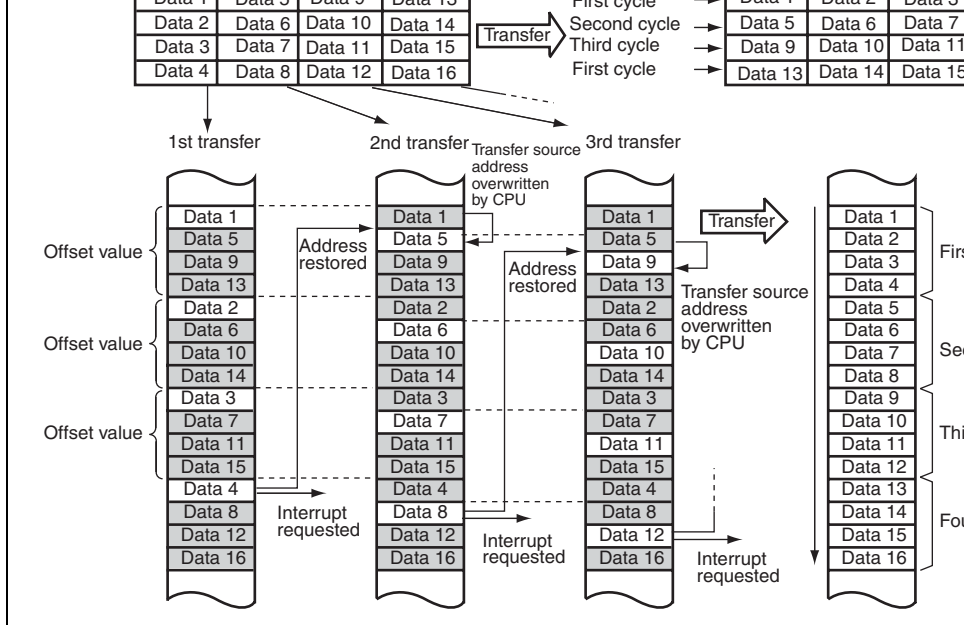 Data 1 Data 5 Data 9 Data 13
First cycle
Data 1 Data 2 Data 3
Data 2 Data 6 Data 10 Data 14
Second cycle
Data 5 Data 6 Data 7
Transfer
Data 3 Data 7 Data 11 Data 15
Third cycle
Data 9 Data 10 Data 11
Data 4 Data 8 Data 12 Data 16
First cycle
Data 13 Data 14 Data 15
1st transfer
2nd transfer
Transfer source
address
overwritten
by CPU
3rd transfer
Offset value
Offset value
Offset value
Data 1
Data 5
Data 9
Data 13
Data 2
Data 6
Data 10
Data 14
Data 3
Data 7
Data 11
Data 15
Data 4
Data 8
Data 12
Data 16
Address
restored
Interrupt
requested
Data 1
Data 5
Data 9
Data 13
Data 2
Data 6
Data 10
Data 14
Data 3
Data 7
Data 11
Data 15
Data 4
Data 8
Data 12
Data 16
Address
restored
Interrupt
requested
Data 1
Data 5
Data 9
Data 13
Data 2
Data 6
Data 10
Data 14
Data 3
Data 7
Data 11
Data 15
Data 4
Data 8
Data 12
Data 16
Transfer
Transfer source
address
overwritten
by CPU
Interrupt
requested
Data 1
Data 2
Data 3
Data 4
Data 5
Data 6
Data 7
Data 8
Data 9
Data 10
Data 11
Data 12
Data 13
Data 14
Data 15
Data 16